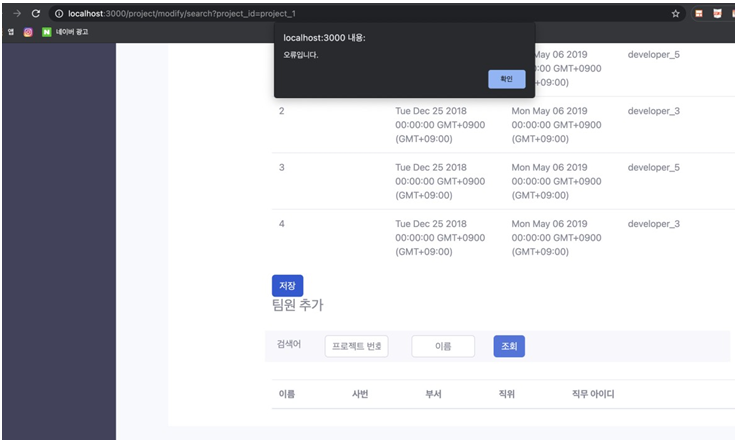 localhost:3000/project/modify/search?project_id=project_1
앱 N 네이버 광고
localhost:3000 내용:
오류입니다.
확인
May 06 2019 developer_5
:00 GMT+0900
+09:00)
2 Tue Dec 25 2018 Mon May 06 2019 developer_3
00:00:00 GMT+0900 00:00:00 GMT+0900
(GMT+09:00) (GMT+09:00)
3 Tue Dec 25 2018 Mon May 06 2019 developer_5
00:00:00 GMT+0900 00:00:00 GMT+0900
(GMT+09:00) (GMT+09:00)
4 Tue Dec 25 2018 Mon May 06 2019 developer_3
00:00:00 GMT+0900 00:00:00 GMT+0900
(GMT+09:00) (GMT+09:00)
저장
팀원 추가
검색어 프로젝트 번호 이름 조회
이름 사번 부서 직위 직무 아이디